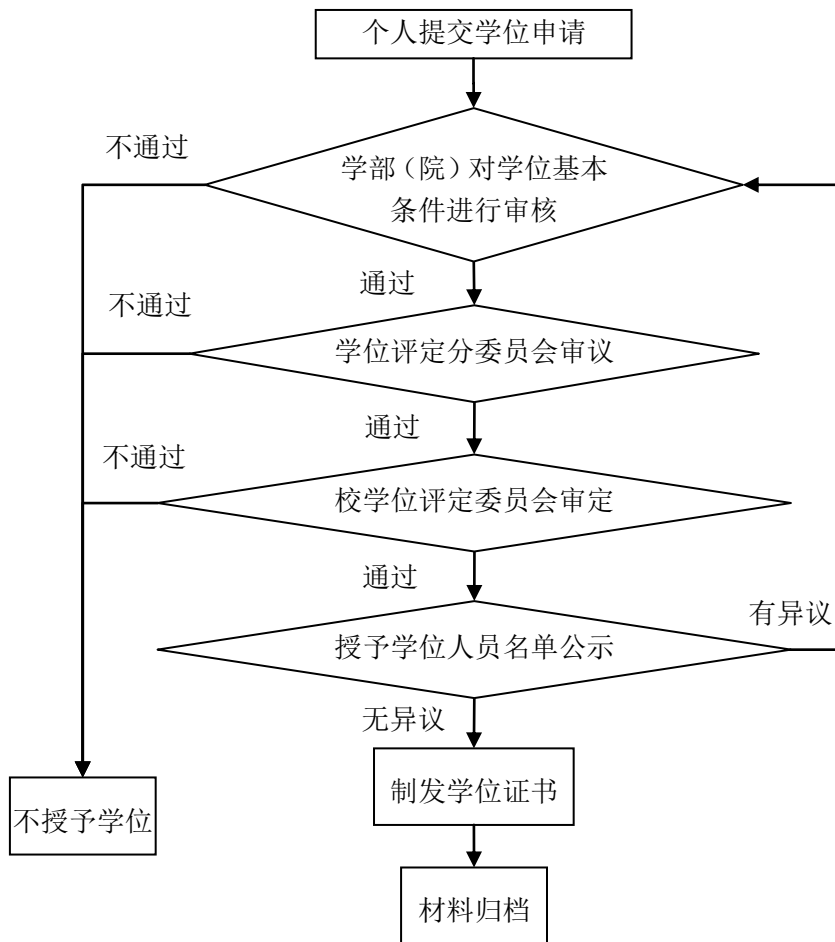 个人提交学位申请
不通过
学部（院）对学位基本
条件进行审核
通过
不通过
学位评定分委员会审议
通过
不通过
校学位评定委员会审定
通过
有异议
授予学位人员名单公示
无异议
制发学位证书
不授予学位
材料归档